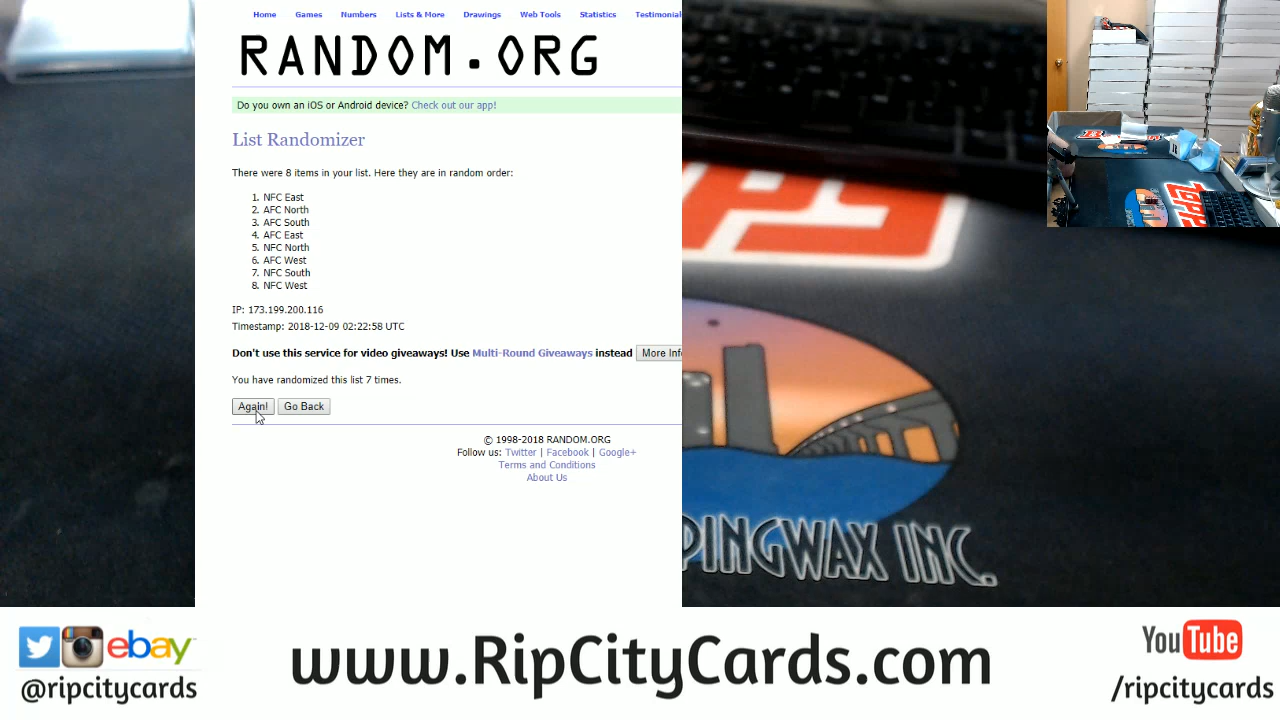 Home Games Numbers Lists & More Drawings Web Tools Statistics Testimonials
RANDOM.ORG
Do you own an iOS or Android device? Check out our app!
List Randomizer
There were 8 items in your list. Here they are in random order:
1. NFC East
2. AFC North
3. AFC South
4. AFC East
5. NFC North
6. AFC West
7. NFC South
8. NFC West
IP: 173.199.200.116
Timestamp: 2018-12-09 02:22:58 UTC
Don't use this service for video giveaways! Use Multi-Round Giveaways instead More Info
You have randomized this list 7 times.
Again! Go Back
© 1998-2018 RANDOM.ORG
Follow us: Twitter | Facebook | Google+
Terms and Conditions
About Us
PINGWAX INC.
TOPPS
ebay
@ripcitycards
www.RipCityCards.com
YouTube
/ripcitycards